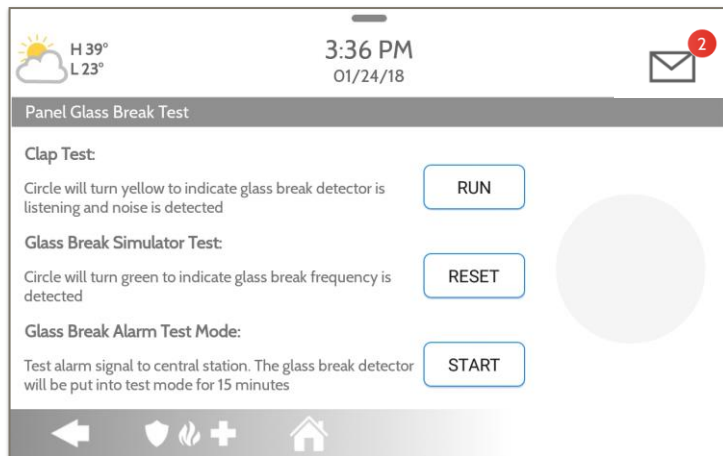 H 39°
L 23°
3:36 PM
01/24/18
2
Panel Glass Break Test
Clap Test:
Circle will turn yellow to indicate glass break detector is
listening and noise is detected
RUN
Glass Break Simulator Test:
Circle will turn green to indicate glass break frequency is
detected
RESET
Glass Break Alarm Test Mode:
Test alarm signal to central station. The glass break detector
will be put into test mode for 15 minutes
START